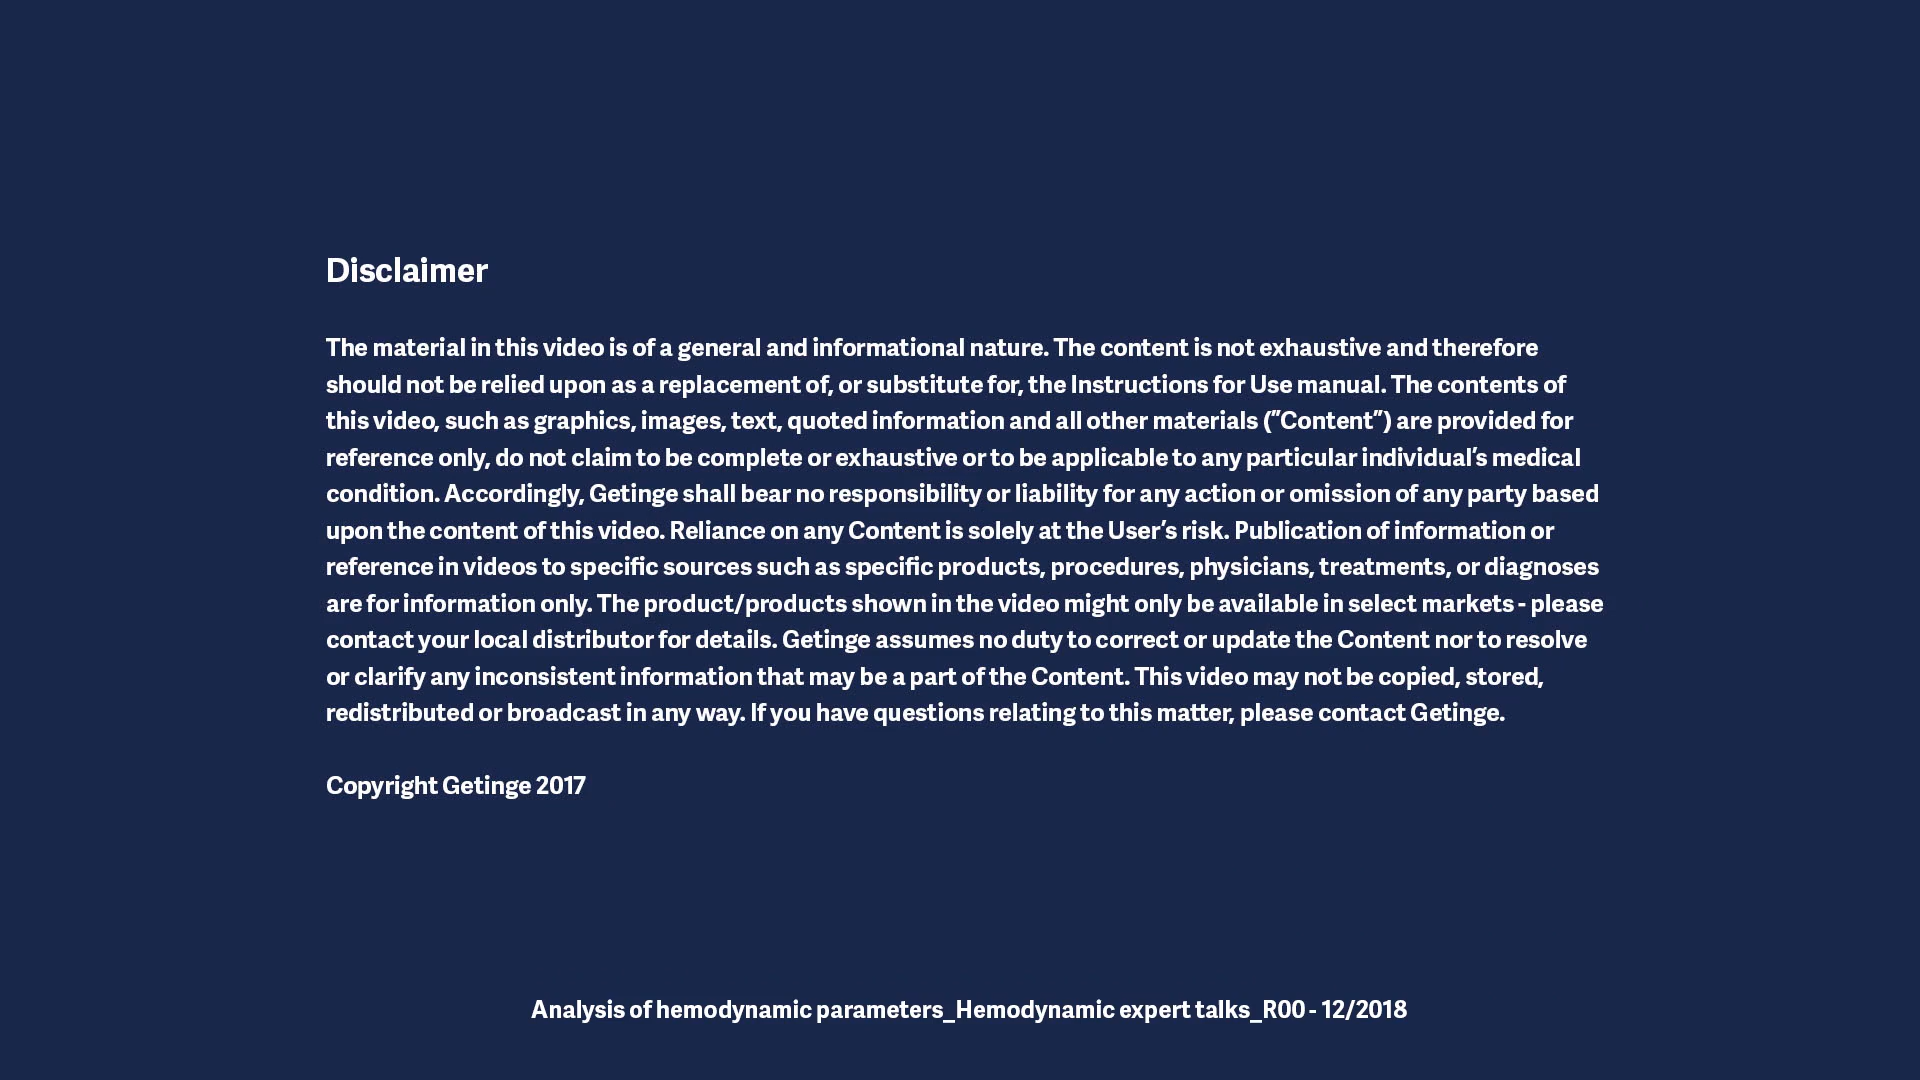 Disclaimer
The material in this video is of a general and informational nature. The content is not exhaustive and therefore
should not be relied upon as a replacement of, or substitute for, the Instructions for Use manual. The contents of
this video, such as graphics, images, text, quoted information and all other materials (”Content”) are provided for
reference only, do not claim to be complete or exhaustive or to be applicable to any particular individual’s medical
condition. Accordingly, Getinge shall bear no responsibility or liability for any action or omission of any party based
upon the content of this video. Reliance on any Content is solely at the User’s risk. Publication of information or
reference in videos to specific sources such as specific products, procedures, physicians, treatments, or diagnoses
are for information only. The product/products shown in the video might only be available in select markets - please
contact your local distributor for details. Getinge assumes no duty to correct or update the Content nor to resolve
or clarify any inconsistent information that may be a part of the Content. This video may not be copied, stored,
redistributed or broadcast in any way. If you have questions relating to this matter, please contact Getinge.
Copyright Getinge 2017
Analysis of hemodynamic parameters_Hemodynamic expert talks_R00 - 12/2018